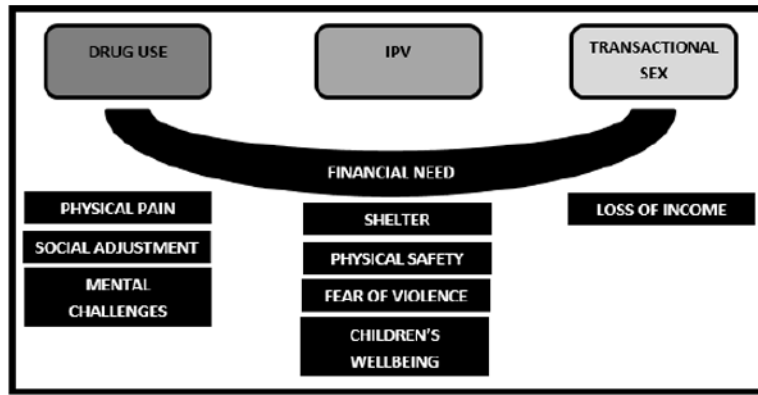 DRUG USE
IPV
TRANSACTIONAL
SEX
FINANCIAL NEED
PHYSICAL PAIN
SOCIAL ADJUSTMENT
MENTAL
CHALLENGES
SHELTER
PHYSICAL SAFETY
FEAR OF VIOLENCE
CHILDREN'S
WELLBEING
LOSS OF INCOME